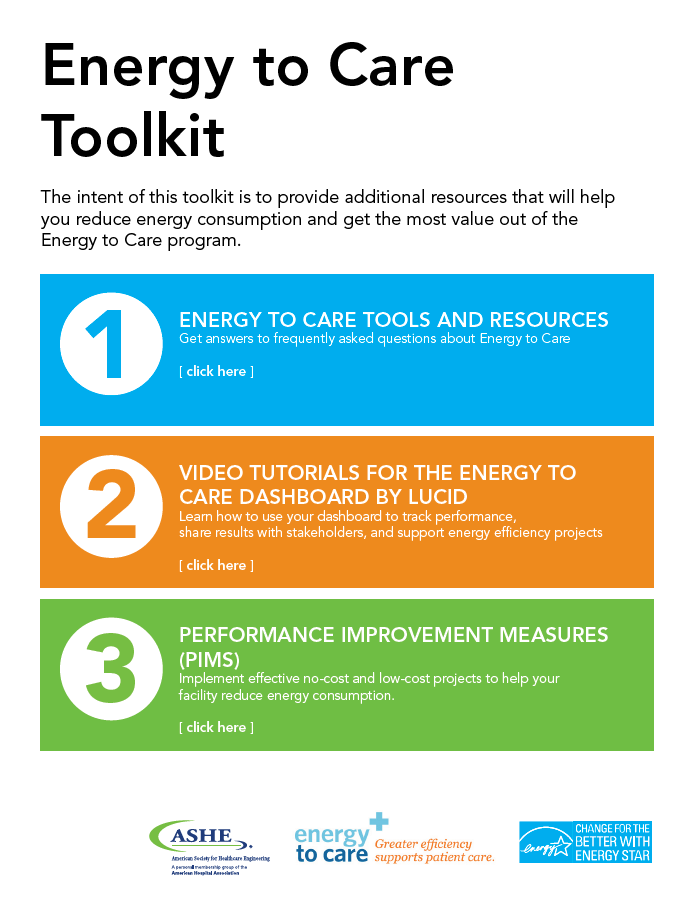 Energy to Care
Toolkit
The intent of this toolkit is to provide additional resources that will help
you reduce energy consumption and get the most value out of the
Energy to Care program.
1
ENERGY TO CARE TOOLS AND RESOURCES
Get answers to frequently asked questions about Energy to Care
[ click here ]
2
VIDEO TUTORIALS FOR THE ENERGY TO
CARE DASHBOARD BY LUCID
Learn how to use your dashboard to track performance,
share results with stakeholders, and support energy efficiency projects
[ click here ]
3
PERFORMANCE IMPROVEMENT MEASURES
(PIMS)
Implement effective no-cost and low-cost projects to help your
facility reduce energy consumption.
[ click here ]
ASHE
American Society for Healthcare Engineering
A personal membership group of the
American Hospital Association
energy
to care
Greater efficiency
supports patient care.
energy
CHANGE FOR THE
BETTER WITH
ENERGY STAR